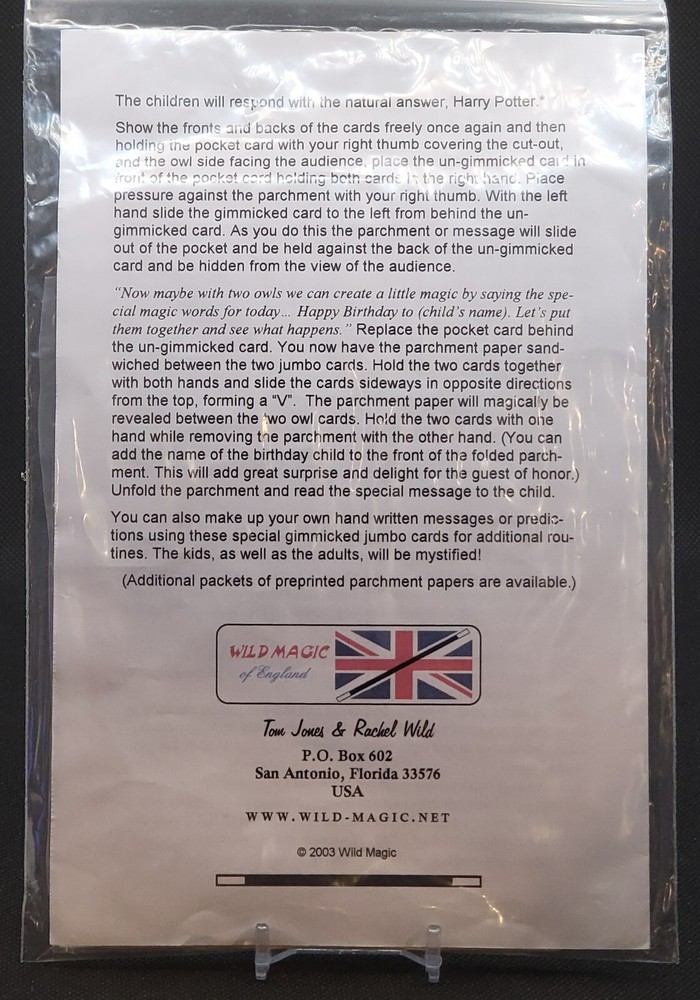 The children will respond with the natural answer, Harry Potter."
Show the fronts and backs of the cards freely once again and then
holding the pocket card with your right thumb covering the cut-out,
and the owl side facing the audience, place the un-gimmicked card in
front of the pocket card holding both cards in the right hand. Place
pressure against the parchment with your right thumb. With the left
hand slide the gimmicked card to the left from behind the un-
gimmicked card. As you do this the parchment or message will slide
out of the pocket and be held against the back of the un-gimmicked
card and be hidden from the view of the audience.
"Now maybe with two owls we can create a little magic by saying the spe-
cial magic words for today... Happy Birthday to (child's name). Let's put
them together and see what happens." Replace the pocket card behind
the un-gimmicked card. You now have the parchment paper sand-
wiched between the two jumbo cards. Hold the two cards together
with both hands and slide the cards sideways in opposite directions
from the top, forming a "V". The parchment paper will magically be
revealed between the two owl cards. Hold the two cards with one
hand while removing the parchment with the other hand. (You can
add the name of the birthday child to the front of the folded parch-
ment. This will add great surprise and delight for the guest of honor.)
Unfold the parchment and read the special message to the child.
You can also make up your own hand written messages or predic-
tions using these special gimmicked jumbo cards for additional rou-
tines. The kids, as well as the adults, will be mystified!
(Additional packets of preprinted parchment papers are available.)
WILD MAGIC
of England
Tom Jones & Rachel Wild
P.O. Box 602
San Antonio, Florida 33576
USA
WWW.WILD-MAGIC.NET
© 2003 Wild Magic